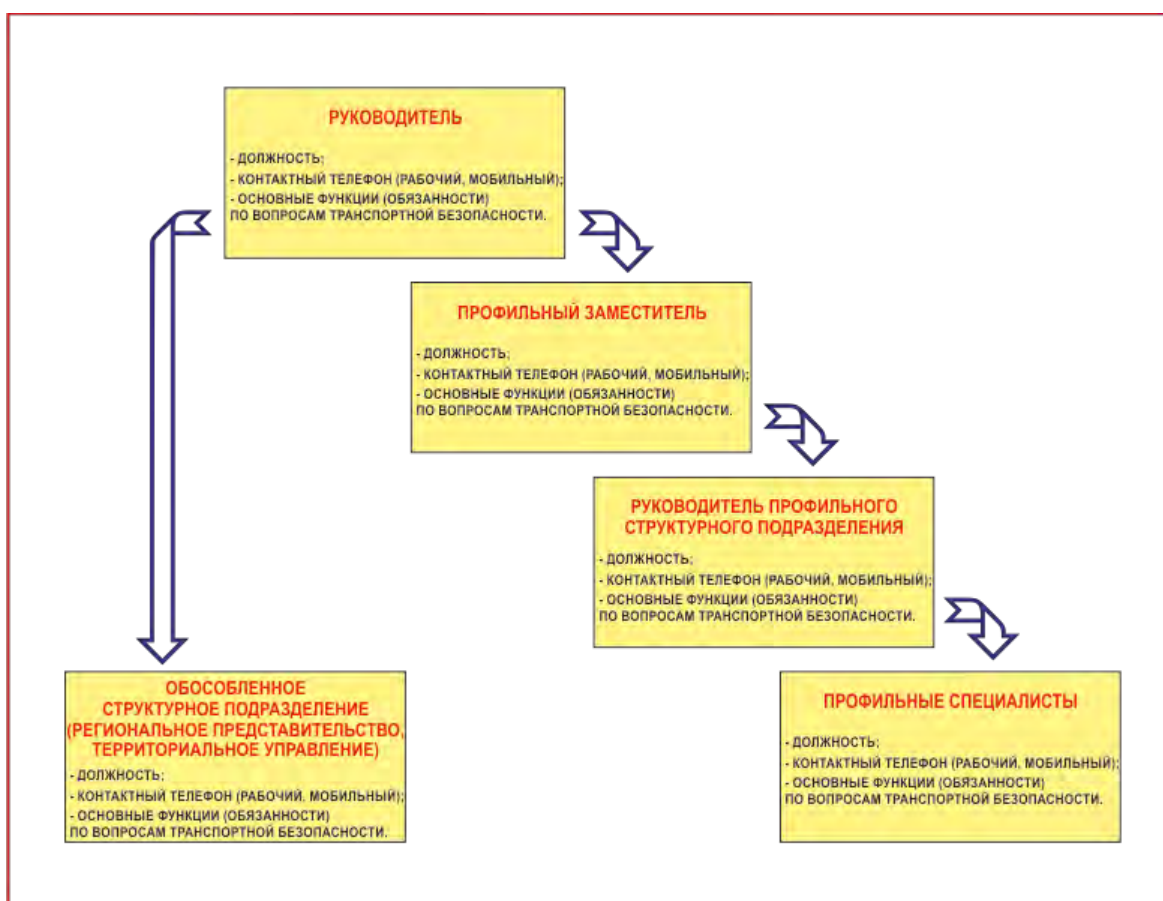 РУКОВОДИТЕЛЬ
- ДОЛЖНОСТЬ;
- КОНТАКТНЫЙ ТЕЛЕФОН (РАБОЧИЙ, МОБИЛЬНЫЙ);
- ОСНОВНЫЕ ФУНКЦИИ (ОБЯЗАННОСТИ)
ПО ВОПРОСАМ ТРАНСПОРТНОЙ БЕЗОПАСНОСТИ.
ПРОФИЛЬНЫЙ ЗАМЕСТИТЕЛЬ
- ДОЛЖНОСТЬ;
- КОНТАКТНЫЙ ТЕЛЕФОН (РАБОЧИЙ, МОБИЛЬНЫЙ);
- ОСНОВНЫЕ ФУНКЦИИ (ОБЯЗАННОСТИ)
ПО ВОПРОСАМ ТРАНСПОРТНОЙ БЕЗОПАСНОСТИ.
РУКОВОДИТЕЛЬ ПРОФИЛЬНОГО
СТРУКТУРНОГО ПОДРАЗДЕЛЕНИЯ
- ДОЛЖНОСТЬ;
- КОНТАКТНЫЙ ТЕЛЕФОН (РАБОЧИЙ, МОБИЛЬНЫЙ);
- ОСНОВНЫЕ ФУНКЦИИ (ОБЯЗАННОСТИ)
ПО ВОПРОСАМ ТРАНСПОРТНОЙ БЕЗОПАСНОСТИ.
ОБОСОБЛЕННОЕ
СТРУКТУРНОЕ ПОДРАЗДЕЛЕНИЕ
(РЕГИОНАЛЬНОЕ ПРЕДСТАВИТЕЛЬСТВО,
ТЕРРИТОРИАЛЬНОЕ УПРАВЛЕНИЕ)
- ДОЛЖНОСТЬ;
- КОНТАКТНЫЙ ТЕЛЕФОН (РАБОЧИЙ, МОБИЛЬНЫЙ);
- ОСНОВНЫЕ ФУНКЦИИ (ОБЯЗАННОСТИ)
ПО ВОПРОСАМ ТРАНСПОРТНОЙ БЕЗОПАСНОСТИ.
ПРОФИЛЬНЫЕ СПЕЦИАЛИСТЫ
- ДОЛЖНОСТЬ;
- КОНТАКТНЫЙ ТЕЛЕФОН (РАБОЧИЙ, МОБИЛЬНЫЙ);
- ОСНОВНЫЕ ФУНКЦИИ (ОБЯЗАННОСТИ)
ПО ВОПРОСАМ ТРАНСПОРТНОЙ БЕЗОПАСНОСТИ.